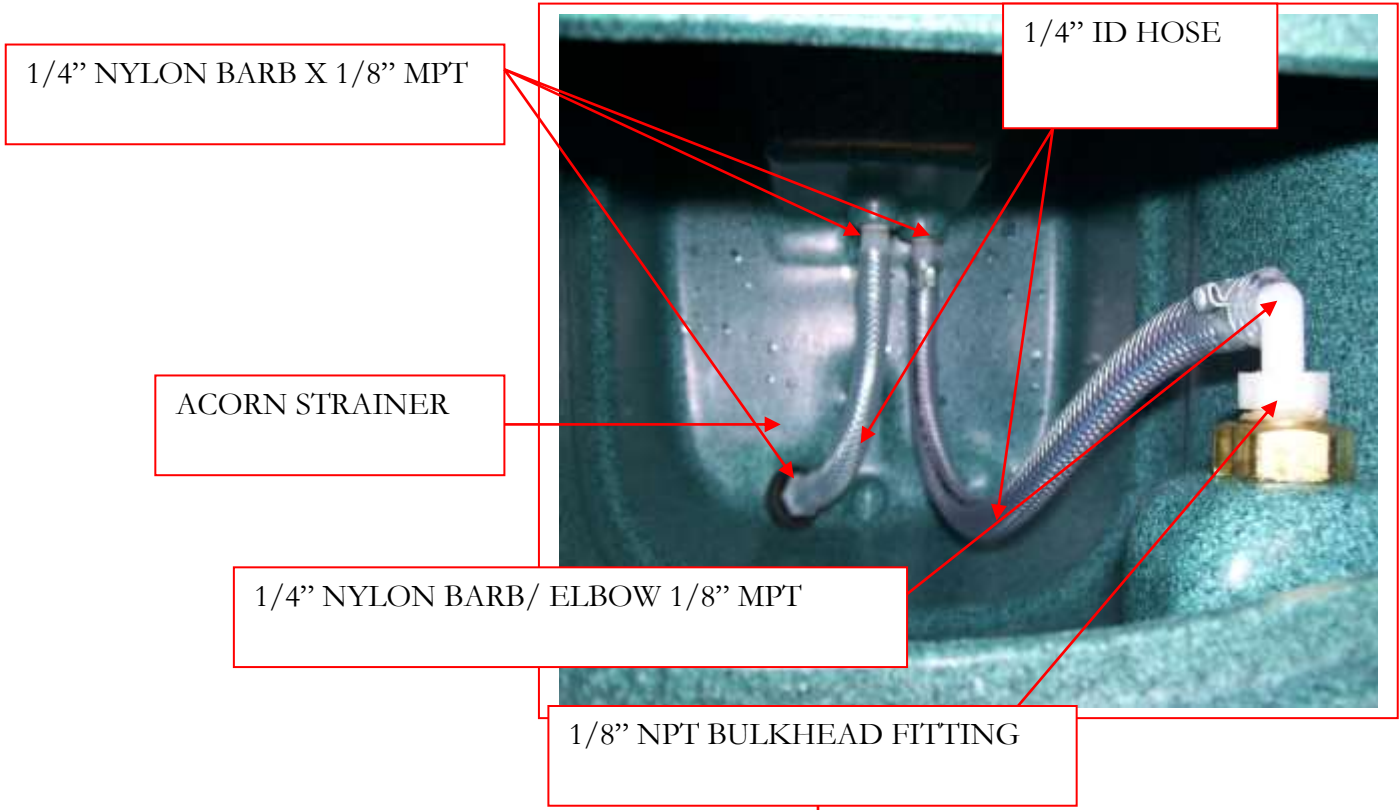 1/4” NYLON BARB X 1/8” MPT
1/4” ID HOSE
ACORN STRAINER
1/4” NYLON BARB/ ELBOW 1/8” MPT
1/8” NPT BULKHEAD FITTING